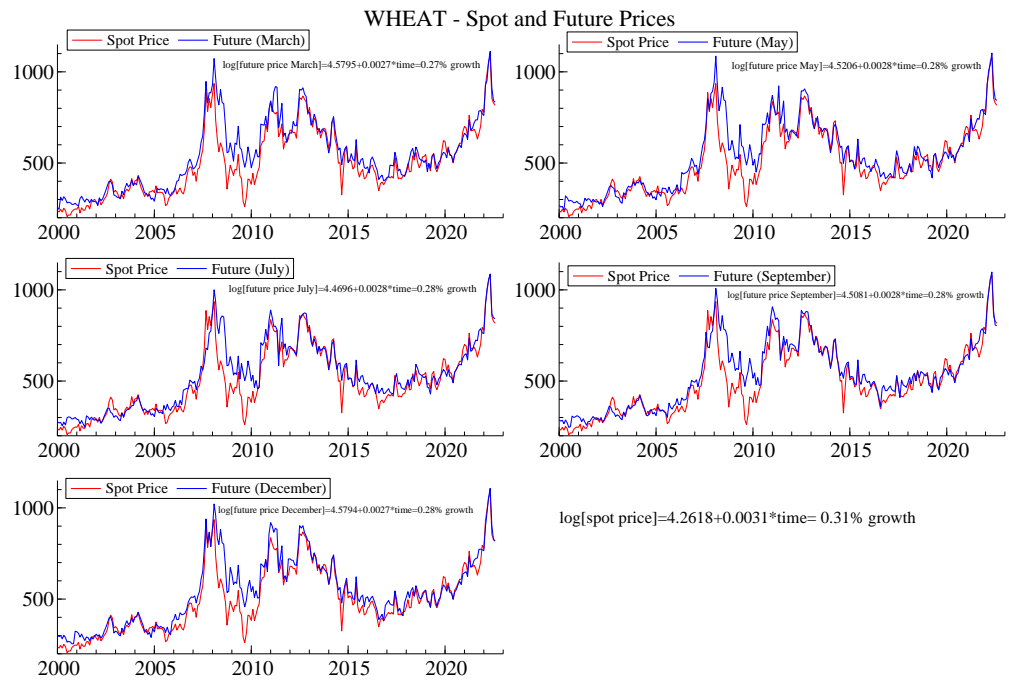 WHEAT - Spot and Future Prices
Spot Price Future (March)
log[future price March]=4.5795+0.0027*time=0.27% growth
1000
500
2000 2005 2010 2015 2020
Spot Price Future (May)
log[future price May]=4.5206+0.0028*time=0.28% growth
1000
500
2000 2005 2010 2015 2020
Spot Price Future (July)
log[future price July]=4.4696+0.0028*time=0.28% growth
1000
500
2000 2005 2010 2015 2020
Spot Price Future (September)
log[future price September]=4.5081+0.0028*time=0.28% growth
1000
500
2000 2005 2010 2015 2020
Spot Price Future (December)
log[future price December]=4.5794+0.0027*time=0.28% growth
1000
500
2000 2005 2010 2015 2020
log[spot price]=4.2618+0.0031*time= 0.31% growth